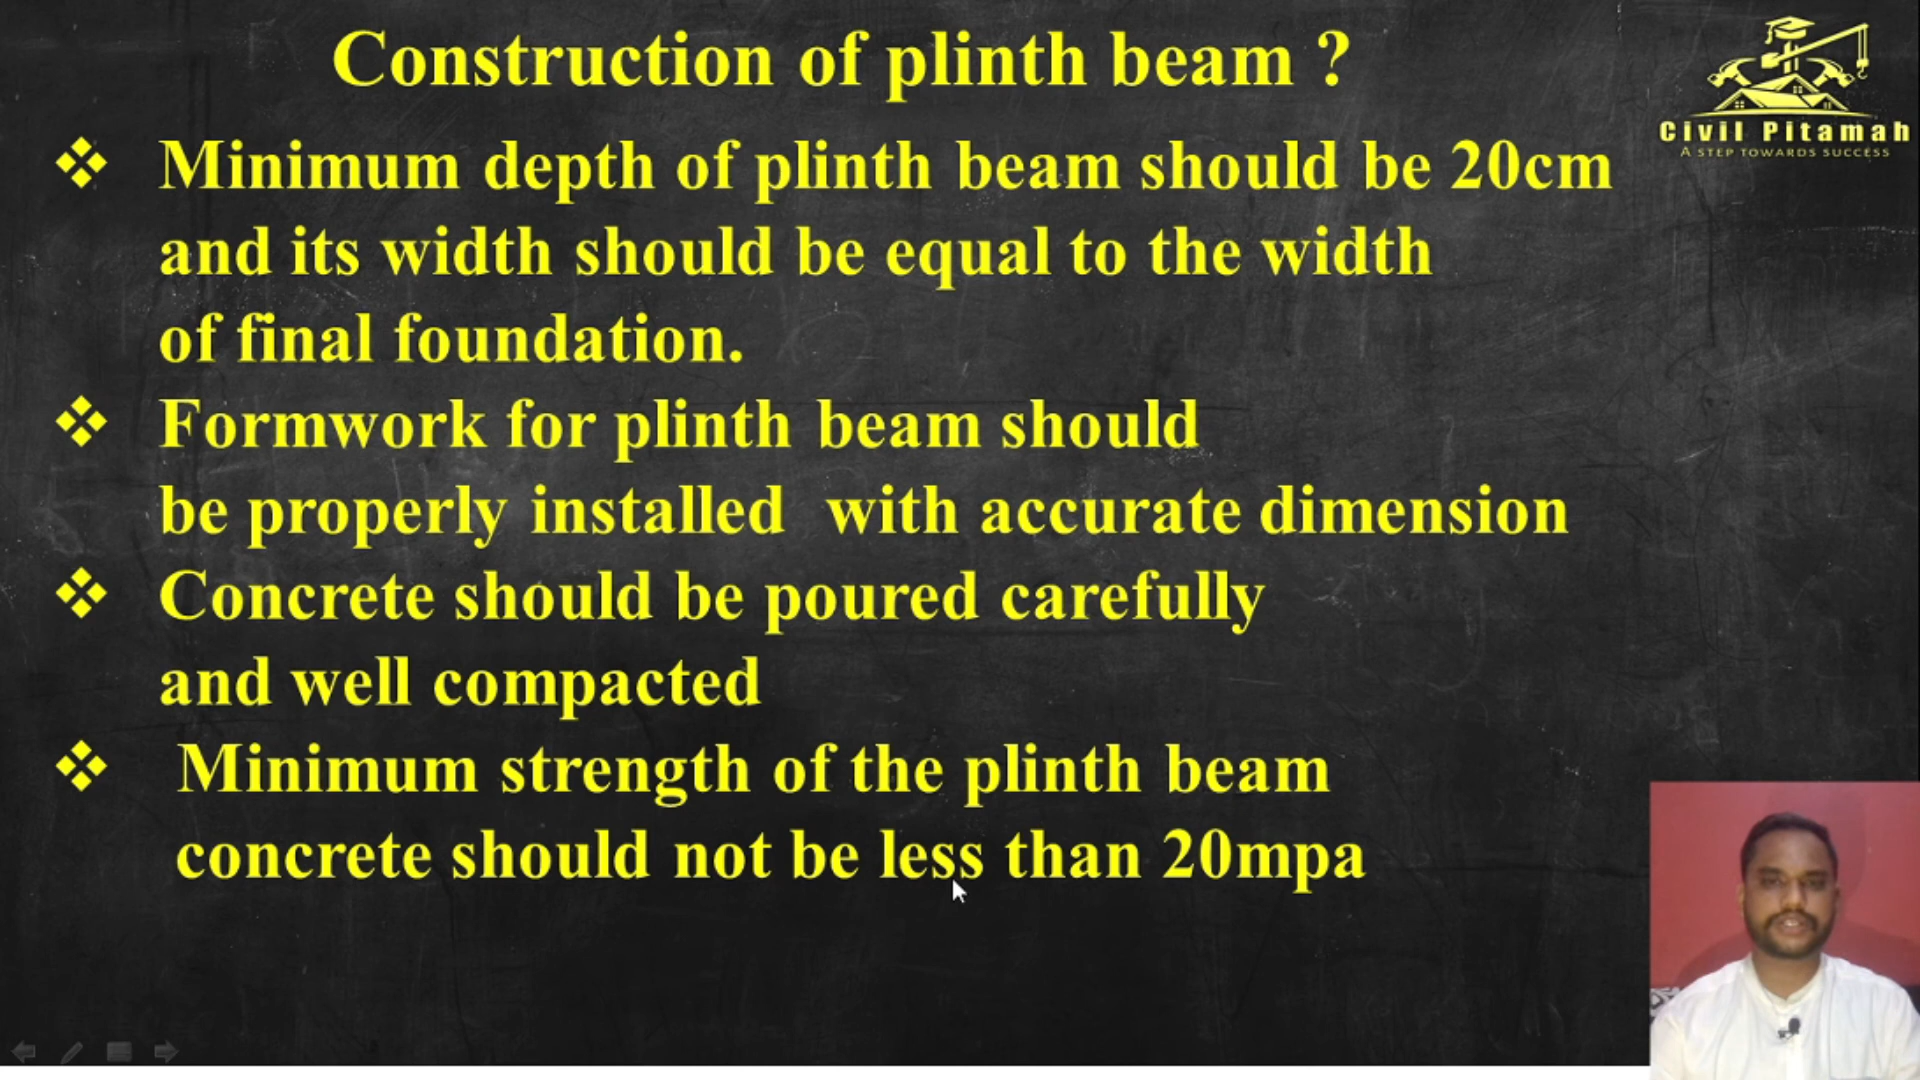 Construction of plinth beam ?
Civil Pitamah
A STEP TOWARDS SUCCESS
❖ Minimum depth of plinth beam should be 20cm
and its width should be equal to the width
of final foundation.
❖ Formwork for plinth beam should
be properly installed with accurate dimension
❖ Concrete should be poured carefully
and well compacted
❖ Minimum strength of the plinth beam
concrete should not be less than 20mpa